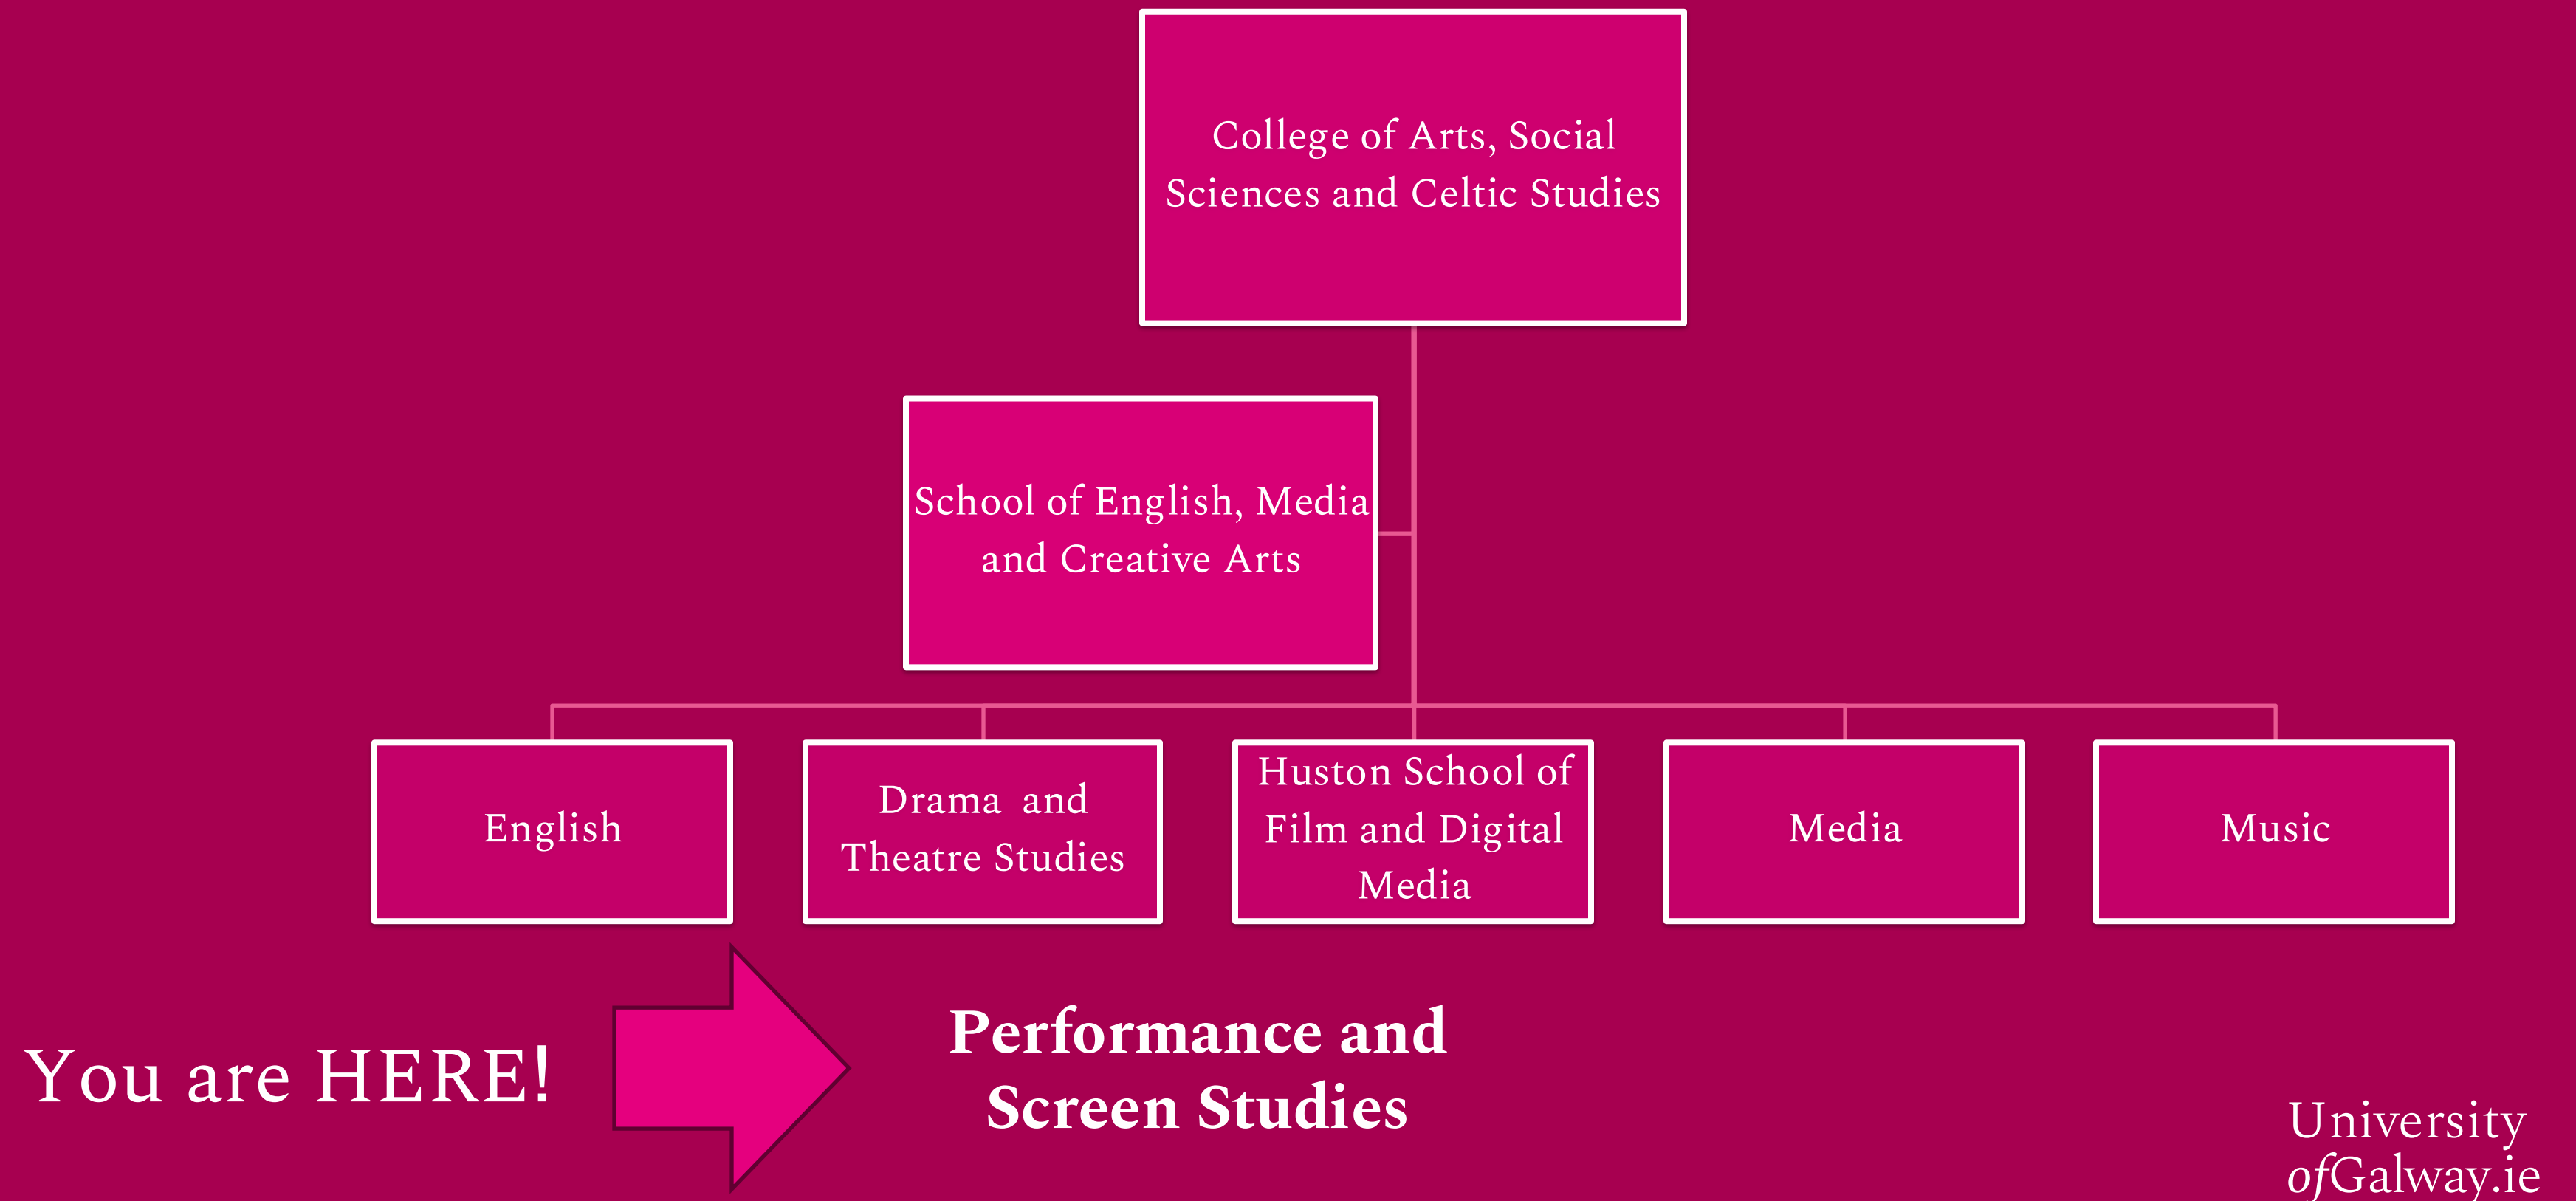 College of Arts, Social
Sciences and Celtic Studies
School of English, Media
and Creative Arts
English
Drama and
Theatre Studies
Huston School of
Film and Digital
Media
Media
Music
You are HERE!
Performance and
Screen Studies
University
ofGalway.ie